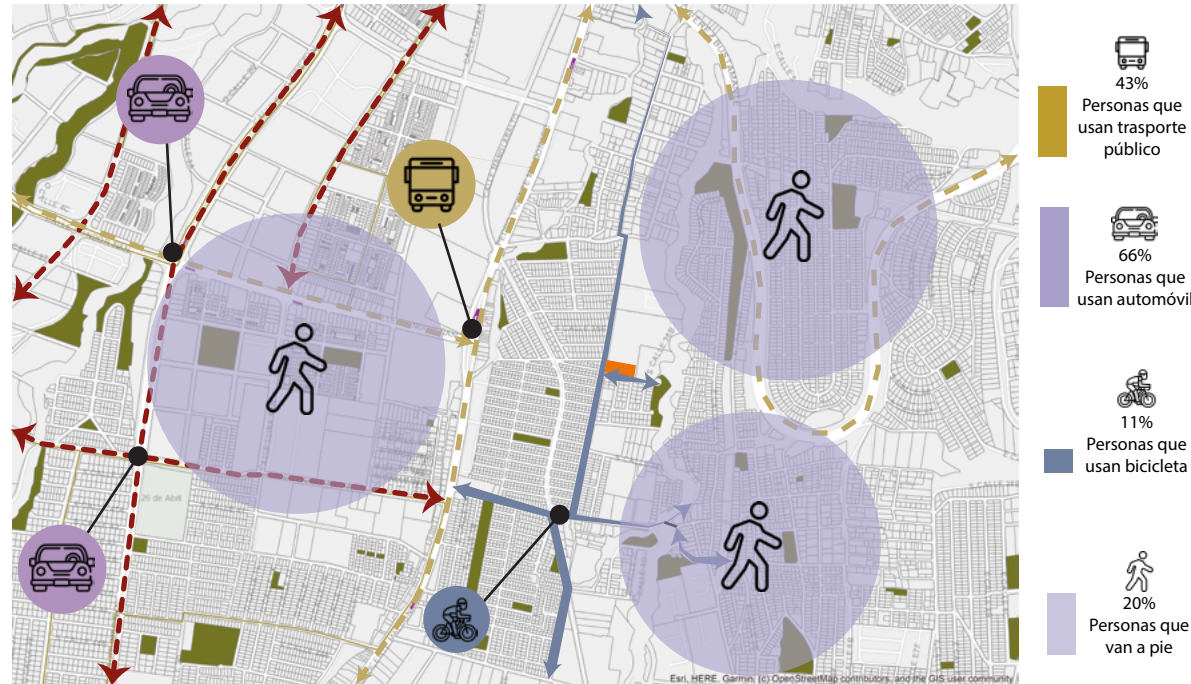 43%
Personas que
usan trasporte
público
66%
Personas que
usan automóvil
11%
Personas que
usan bicicleta
20%
Personas que
van a pie
26 de Abril
Esri, HERE, Garmin, (c) OpenStreetMap contributors, and the GIS user community